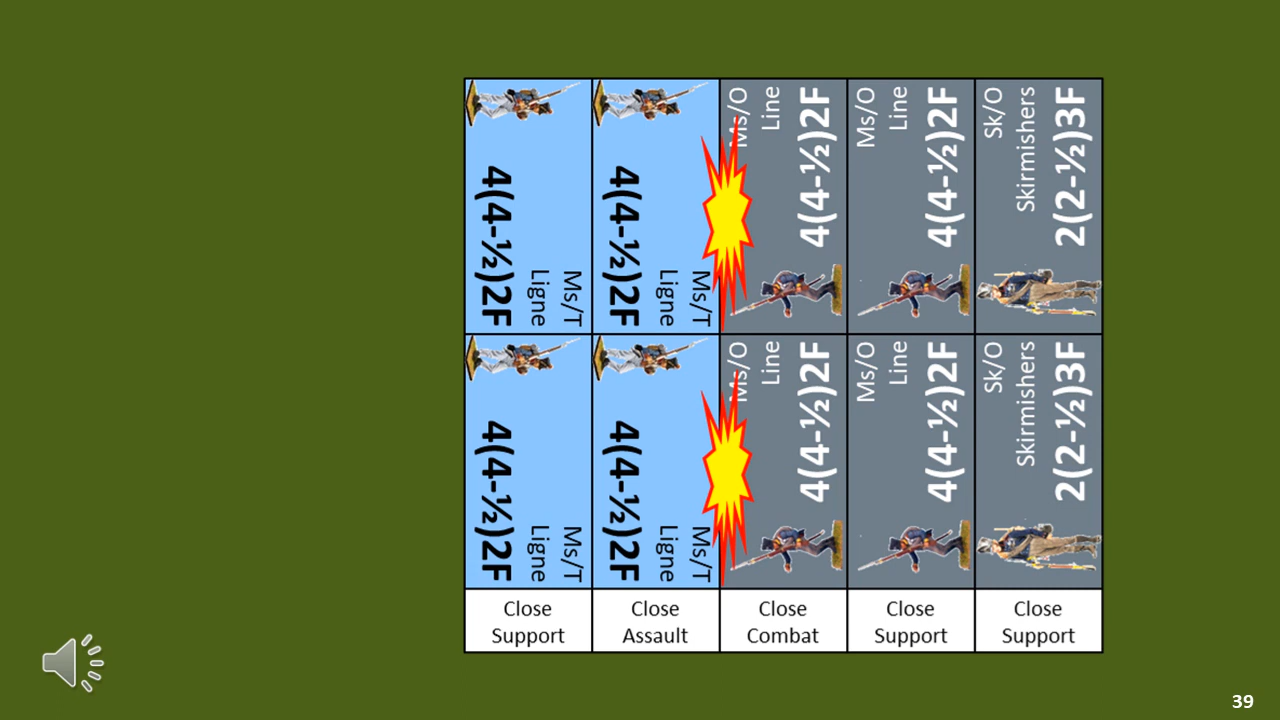 4(4-½)2F
Ligne
Ms/T
4(4-½)2F
Ligne
Ms/T
Ms/O
Line
4(4-½)2F
Ms/O
Line
4(4-½)2F
Sk/O
Skirmishers
2(2-½)3F
4(4-½)2F
Ligne
Ms/T
4(4-½)2F
Ligne
Ms/T
Ms/O
Line
4(4-½)2F
Ms/O
Line
4(4-½)2F
Sk/O
Skirmishers
2(2-½)3F
Close
Support
Close
Assault
Close
Combat
Close
Support
Close
Support
39